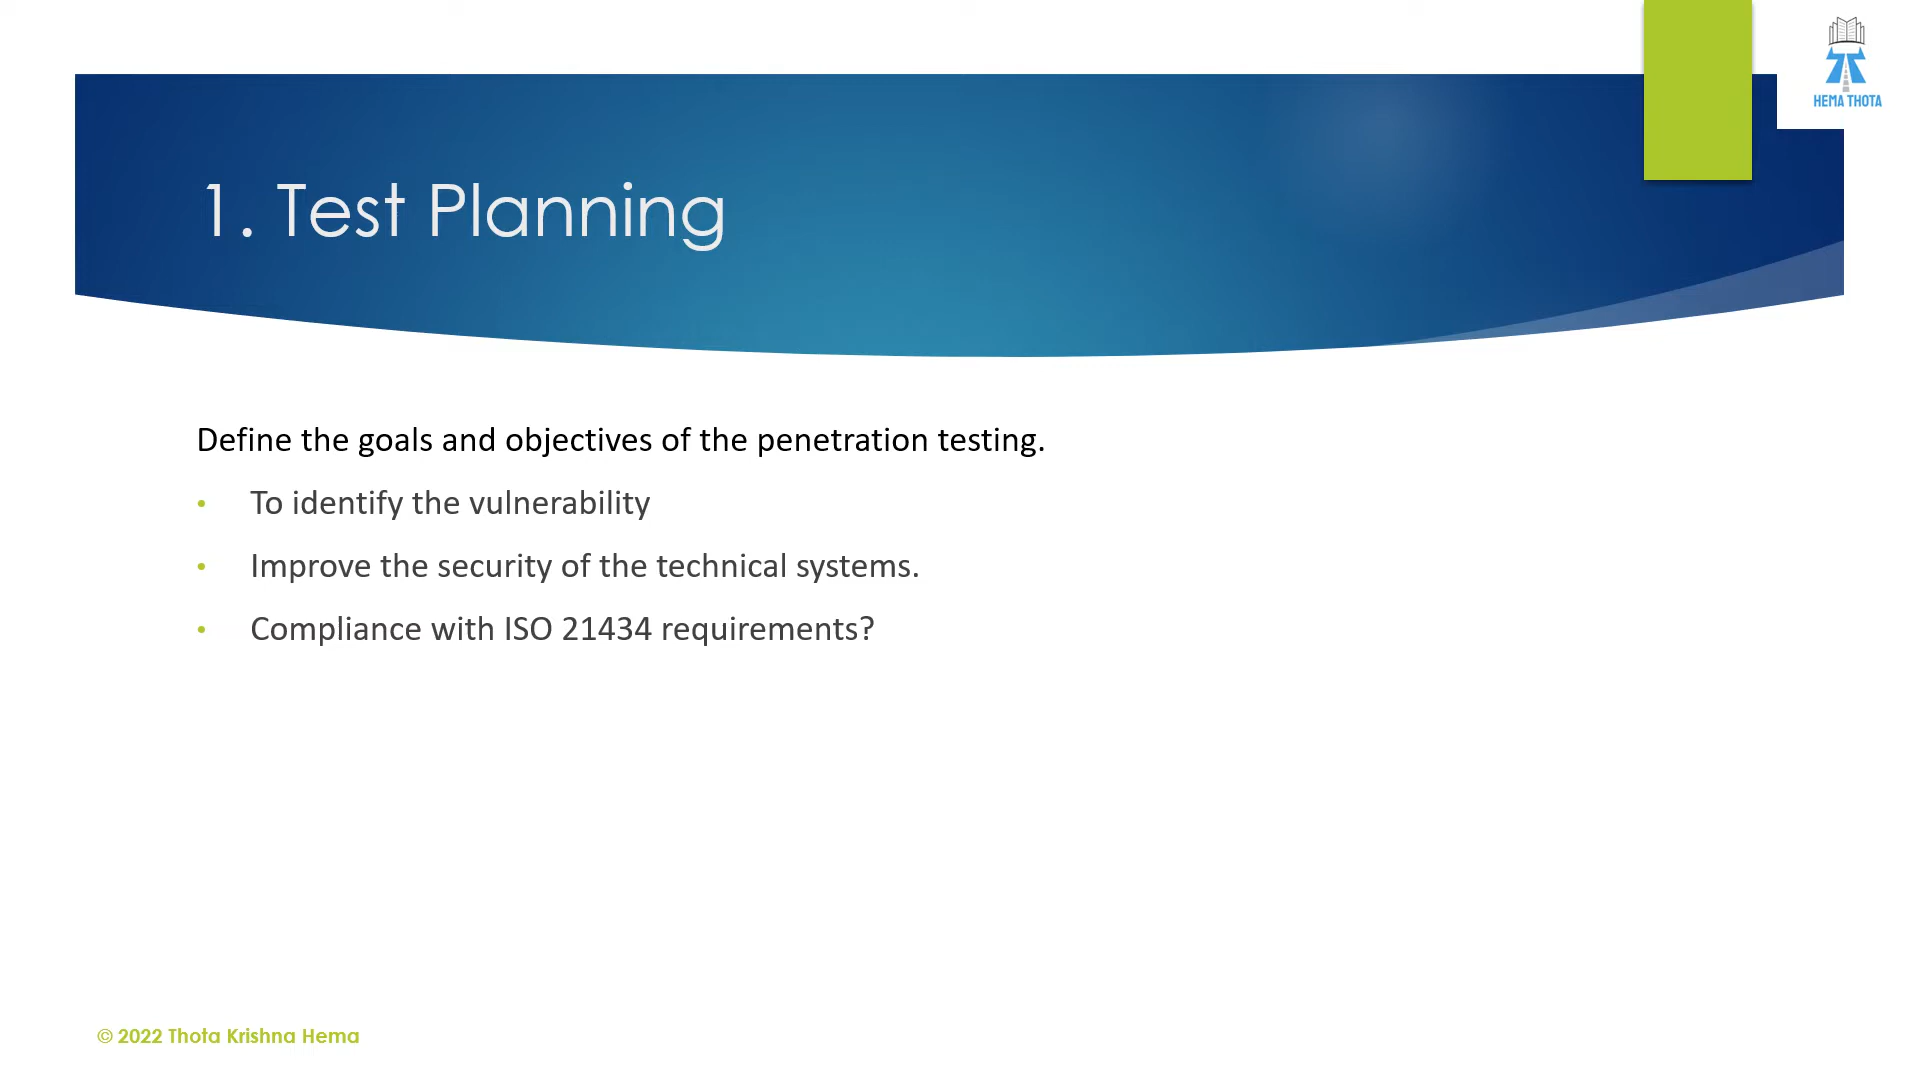 HEMA THOTA
1. Test Planning
Define the goals and objectives of the penetration testing.
• To identify the vulnerability
• Improve the security of the technical systems.
• Compliance with ISO 21434 requirements?
© 2022 Thota Krishna Hema